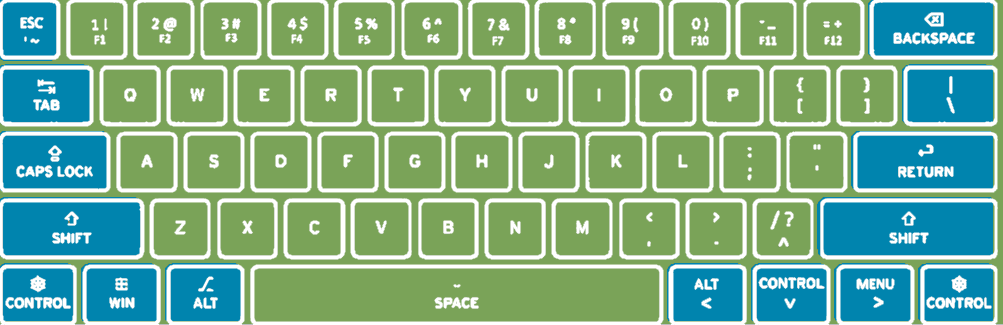 ESC 1 ! 2 @ 3 # 4 $ 5 % 6 ^ 7 & 8 * 9 ( 0 ) - _ = + BACKSPACE
' ~ F1 F2 F3 F4 F5 F6 F7 F8 F9 F10 F11 F12
TAB Q W E R T Y U I O P { [ } ] | \
CAPS LOCK A S D F G H J K L : ; " ' RETURN
SHIFT Z X C V B N M < , > . / ? ^ SHIFT
CONTROL WIN ALT SPACE ALT < CONTROL v MENU > CONTROL